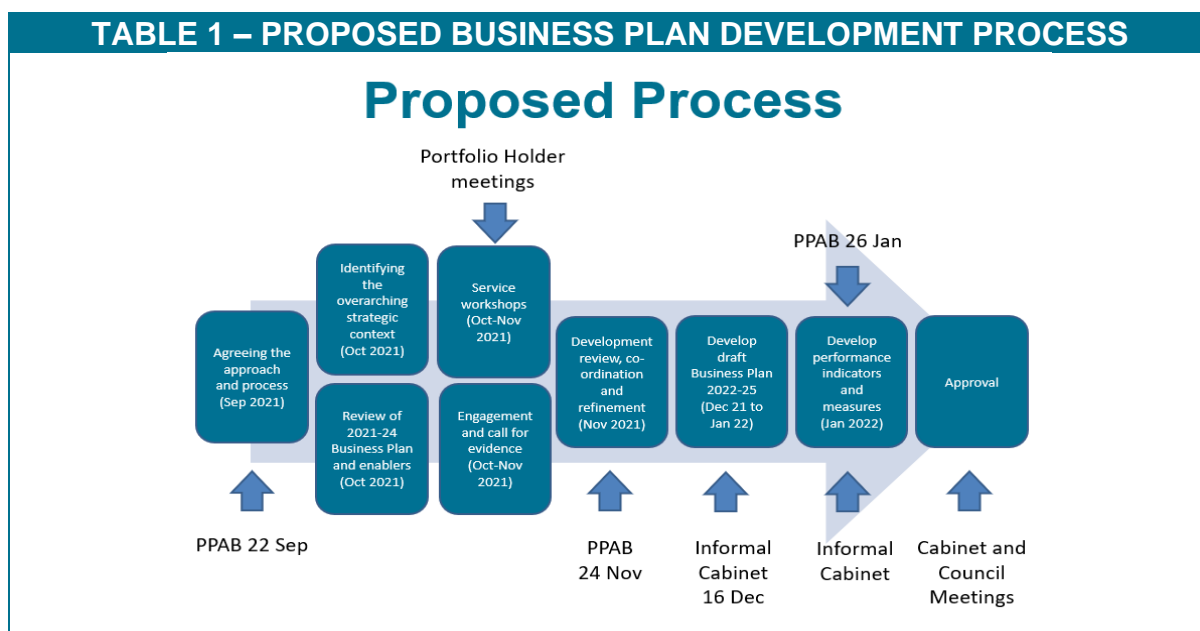 TABLE 1 – PROPOSED BUSINESS PLAN DEVELOPMENT PROCESS
Proposed Process
Portfolio Holder
meetings
PPAB 26 Jan
Agreeing the
approach
and process
(Sep 2021)
Identifying
the
overarching
strategic
context
(Oct 2021)
Review of
2021-24
Business Plan
and enablers
(Oct 2021)
Service
workshops
(Oct-Nov
2021)
Engagement
and call for
evidence
(Oct-Nov
2021)
Development
review, co-
ordination
and
refinement
(Nov 2021)
Develop
draft
Business Plan
2022-25
(Dec 21 to
Jan 22)
Develop
performance
indicators
and
measures
(Jan 2022)
Approval
PPAB 22 Sep
PPAB
24 Nov
Informal
Cabinet
16 Dec
Informal
Cabinet
Cabinet and
Council
Meetings